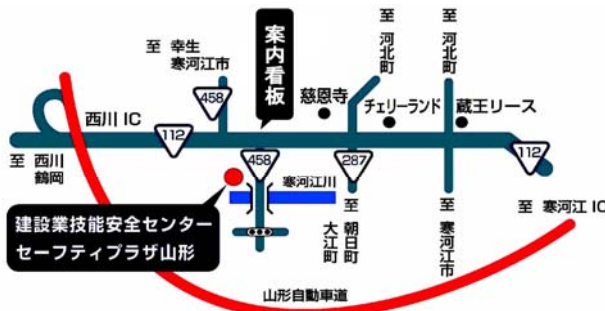 至 幸生
寒河江市
458
案内看板
慈恩寺
至 河北町
チェリーランド
至 河北町
蔵王リース
西川 IC
112
至 西川
鶴岡
458
寒河江川
287
112
至 寒河江 IC
建設業技能安全センター
セーフティプラザ山形
至 朝日町
大江町
至 寒河江市
山形自動車道